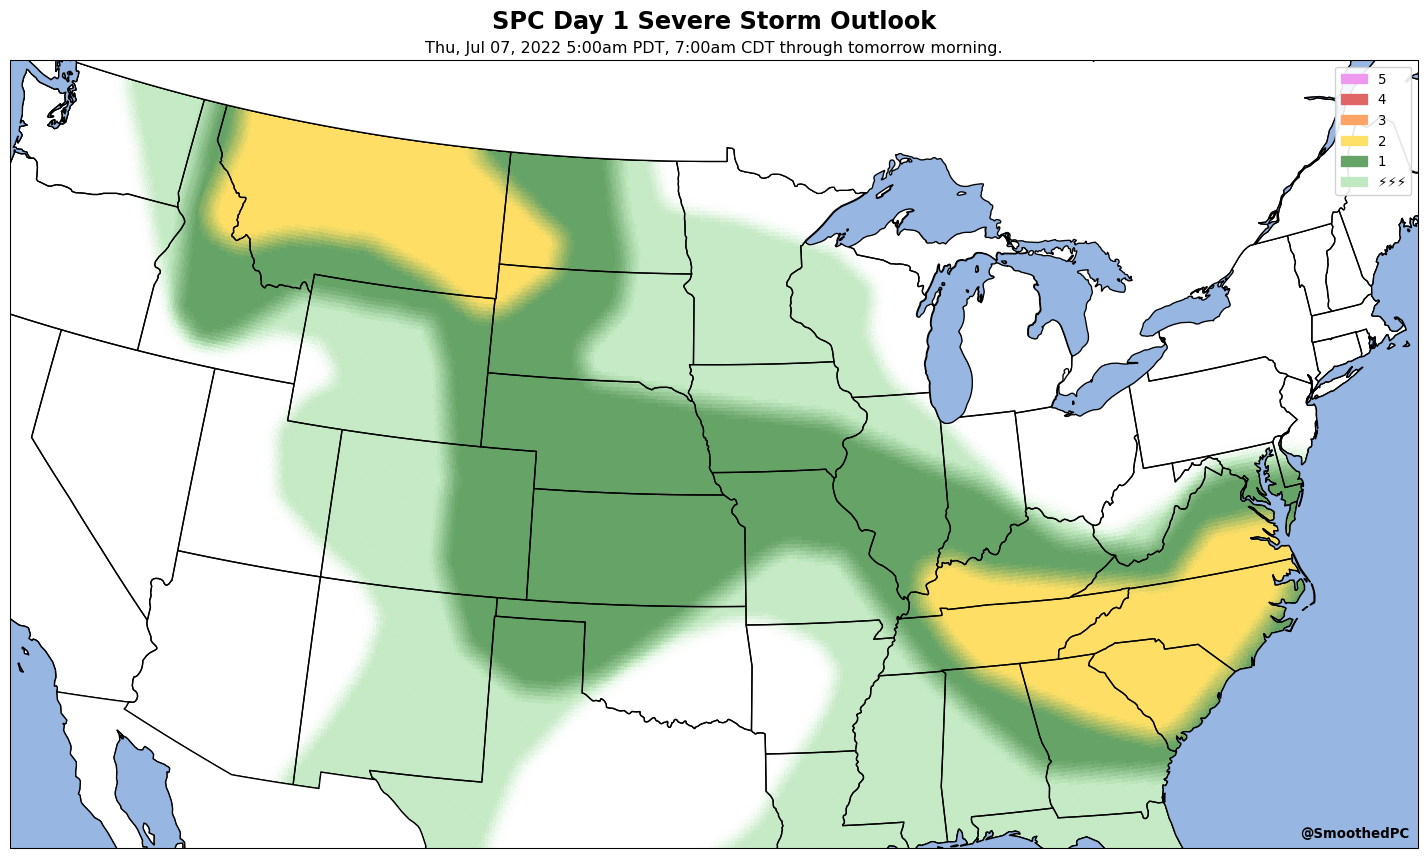 SPC Day 1 Severe Storm Outlook
Thu, Jul 07, 2022 5:00am PDT, 7:00am CDT through tomorrow morning.
5
4
3
2
1
⚡⚡⚡
@SmoothedPC